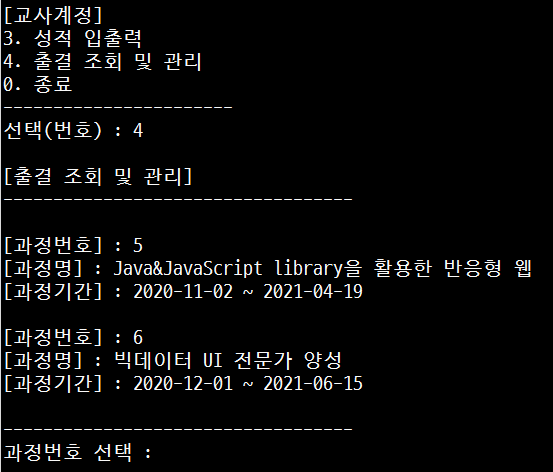 [교사계정]
3. 성적 입출력
4. 출결 조회 및 관리
0. 종료
-----------------------
선택(번호) : 4
[출결 조회 및 관리]
-----------------------------------
[과정번호] : 5
[과정명] : Java&JavaScript library을 활용한 반응형 웹
[과정기간] : 2020-11-02 ~ 2021-04-19
[과정번호] : 6
[과정명] : 빅데이터 UI 전문가 양성
[과정기간] : 2020-12-01 ~ 2021-06-15
-----------------------------------
과정번호 선택 :